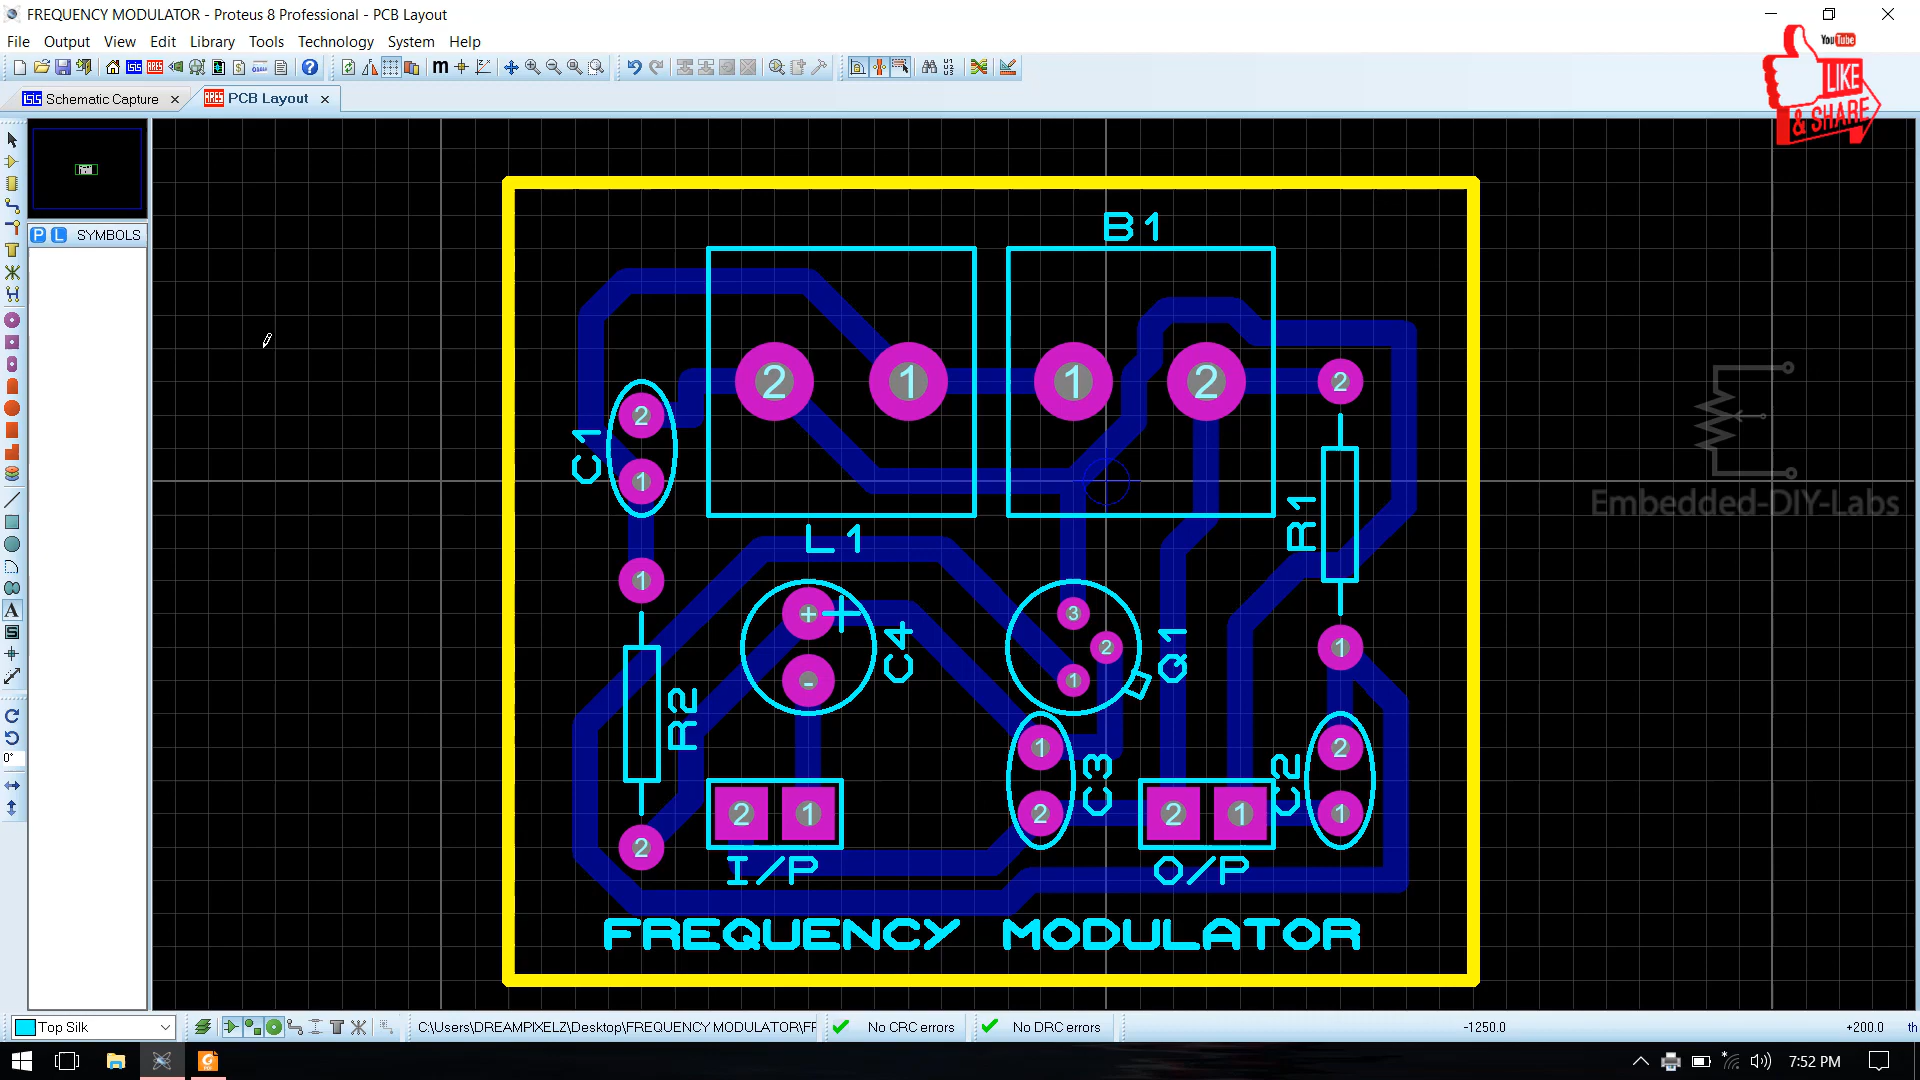 FREQUENCY MODULATOR - Proteus 8 Professional - PCB Layout
File Output View Edit Library Tools Technology System Help
YouTube
LIKE
& SHARE
ISIS Schematic Capture
ARES PCB Layout
P L SYMBOLS
B1
2 1 1 2 2
C1
2
1
L1
R1
1
+
-
C4
3
2
1
Q1
1
R2
2
2 1
I/P
1
2
C3
2 1
O/P
C2
2
1
FREQUENCY MODULATOR
Embedded-DIY-Labs
0°
Top Silk
C:\Users\DREAMPIXELZ\Desktop\FREQUENCY MODULATOR\FF
No CRC errors
No DRC errors
-1250.0
+200.0
th
7:52 PM